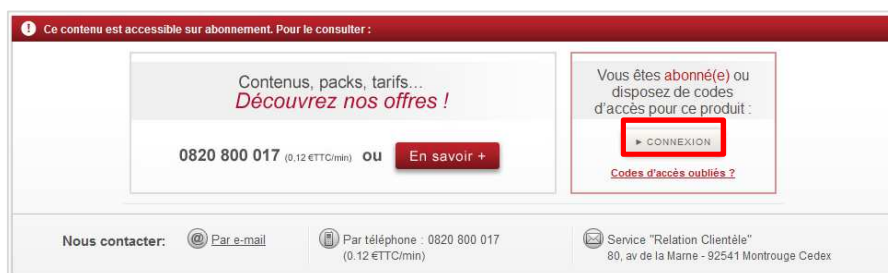 ! Ce contenu est accessible sur abonnement. Pour le consulter :
Contenus, packs, tarifs...
Découvrez nos offres !
0820 800 017 (0,12 €TTC/min) ou En savoir +
Vous êtes abonné(e) ou
disposez de codes
d'accès pour ce produit :
► CONNEXION
Codes d'accès oubliés ?
Nous contacter:
@ Par e-mail
Par téléphone : 0820 800 017
(0.12 €TTC/min)
Service "Relation Clientèle"
80, av de la Marne - 92541 Montrouge Cedex